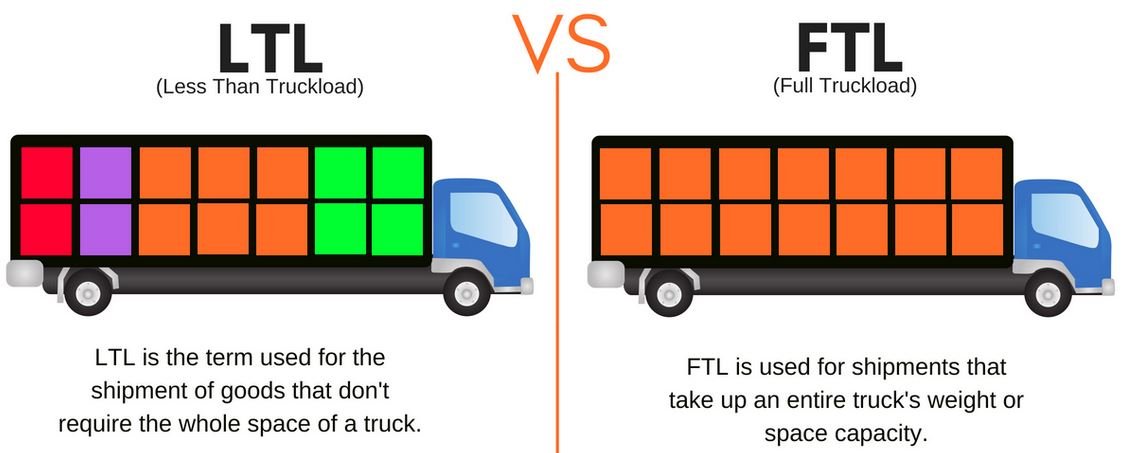 LTL
(Less Than Truckload)
VS
FTL
(Full Truckload)
LTL is the term used for the
shipment of goods that don't
require the whole space of a truck.
FTL is used for shipments that
take up an entire truck's weight or
space capacity.